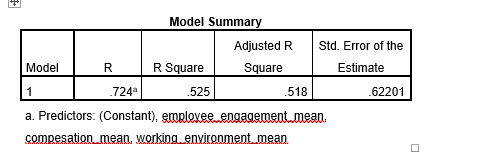 Model Summary
Adjusted R Std. Error of the
Model R R Square Square Estimate
1 .724a .525 .518 .62201
a. Predictors: (Constant), employee_engagement_mean,
compesation_mean, working_environment_mean